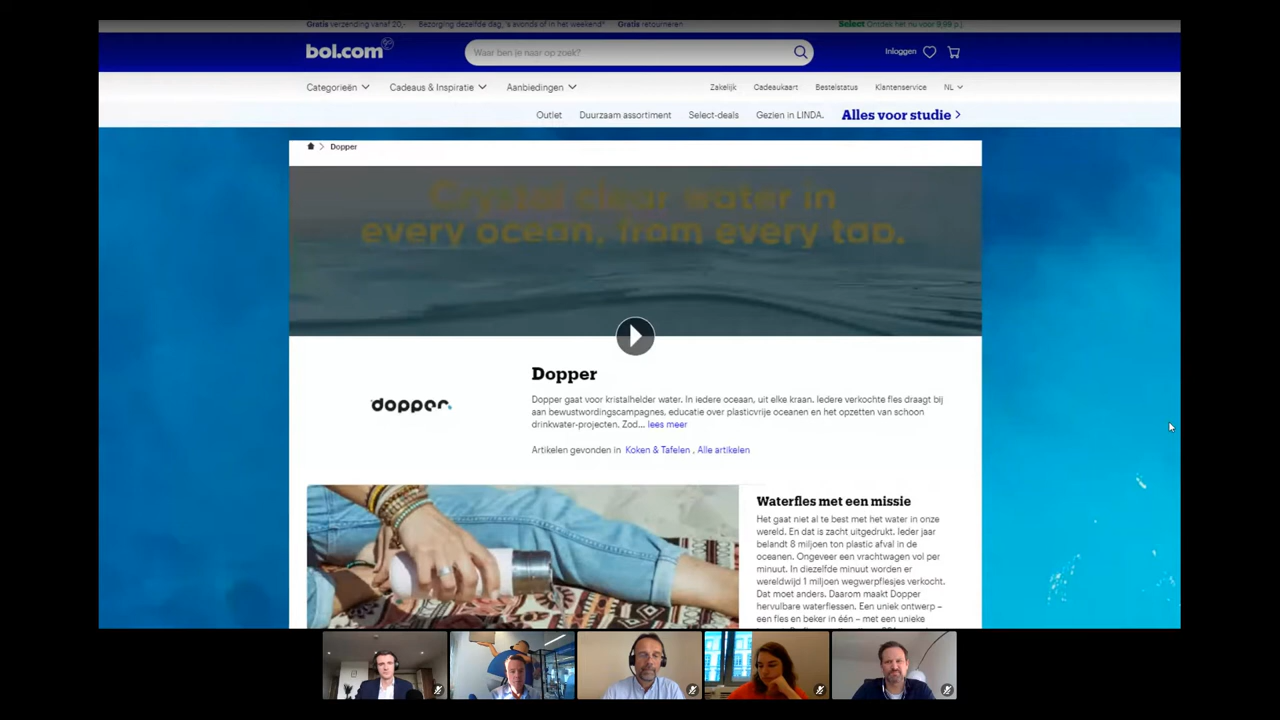 Gratis verzending vanaf 20,- Bezorging dezelfde dag, 's avonds of in het weekend* Gratis retourneren Select Ontdek het nu voor 9,99 p.j
bol.com Waar ben je naar op zoek? Inloggen
Categorieën Cadeaus & Inspiratie Aanbiedingen Zakelijk Cadeaukaart Bestelstatus Klantenservice NL
Outlet Duurzaam assortiment Select-deals Gezien in LINDA. Alles voor studie
Dopper
Crystal clear water in
every ocean, from every tap.
Dopper
dopper.
Dopper gaat voor kristalhelder water. In iedere oceaan, uit elke kraan. Iedere verkochte fles draagt bij
aan bewustwordingscampagnes, educatie over plasticvrije oceanen en het opzetten van schoon
drinkwater-projecten. Zod... lees meer
Artikelen gevonden in Koken & Tafelen , Alle artikelen
Waterfles met een missie
Het gaat niet al te best met het water in onze
wereld. En dat is zacht uitgedrukt. Ieder jaar
belandt 8 miljoen ton plastic afval in de
oceanen. Ongeveer een vrachtwagen vol per
minuut. In diezelfde minuut worden er
wereldwijd 1 miljoen wegwerpflesjes verkocht.
Dat moet anders. Daarom maakt Dopper
hervulbare waterflessen. Een uniek ontwerp –
een fles en beker in één – met een unieke